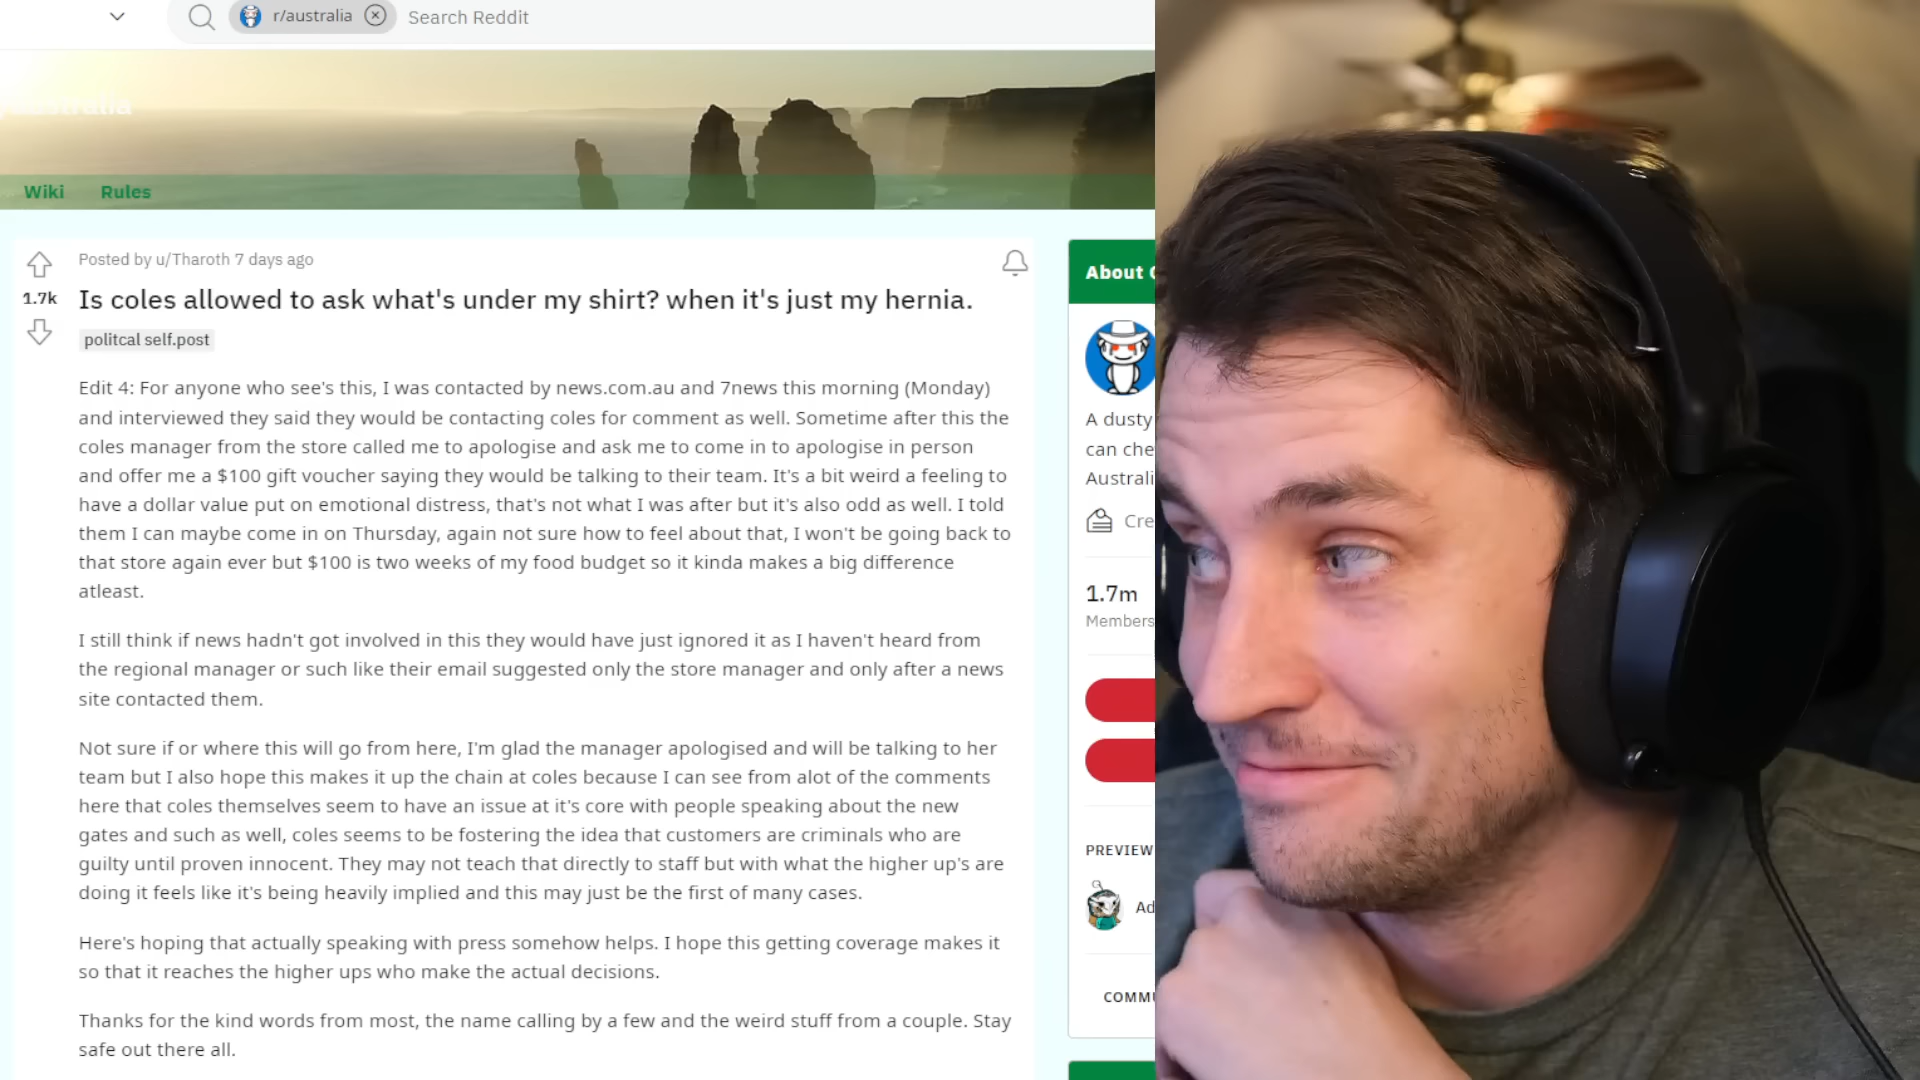 r/australia
Search Reddit
Wiki
Rules
Posted by u/Tharoth 7 days ago
1.7k
Is coles allowed to ask what's under my shirt? when it's just my hernia.
politcal self.post
Edit 4: For anyone who see's this, I was contacted by news.com.au and 7news this morning (Monday)
and interviewed they said they would be contacting coles for comment as well. Sometime after this the
coles manager from the store called me to apologise and ask me to come in to apologise in person
and offer me a $100 gift voucher saying they would be talking to their team. It's a bit weird a feeling to
have a dollar value put on emotional distress, that's not what I was after but it's also odd as well. I told
them I can maybe come in on Thursday, again not sure how to feel about that, I won't be going back to
that store again ever but $100 is two weeks of my food budget so it kinda makes a big difference
atleast.
I still think if news hadn't got involved in this they would have just ignored it as I haven't heard from
the regional manager or such like their email suggested only the store manager and only after a news
site contacted them.
Not sure if or where this will go from here, I'm glad the manager apologised and will be talking to her
team but I also hope this makes it up the chain at coles because I can see from alot of the comments
here that coles themselves seem to have an issue at it's core with people speaking about the new
gates and such as well, coles seems to be fostering the idea that customers are criminals who are
guilty until proven innocent. They may not teach that directly to staff but with what the higher up's are
doing it feels like it's being heavily implied and this may just be the first of many cases.
Here's hoping that actually speaking with press somehow helps. I hope this getting coverage makes it
so that it reaches the higher ups who make the actual decisions.
Thanks for the kind words from most, the name calling by a few and the weird stuff from a couple. Stay
safe out there all.
About
A dusty
can che
Australi
Cre
1.7m
Members
PREVIEW
Ad
COMMU